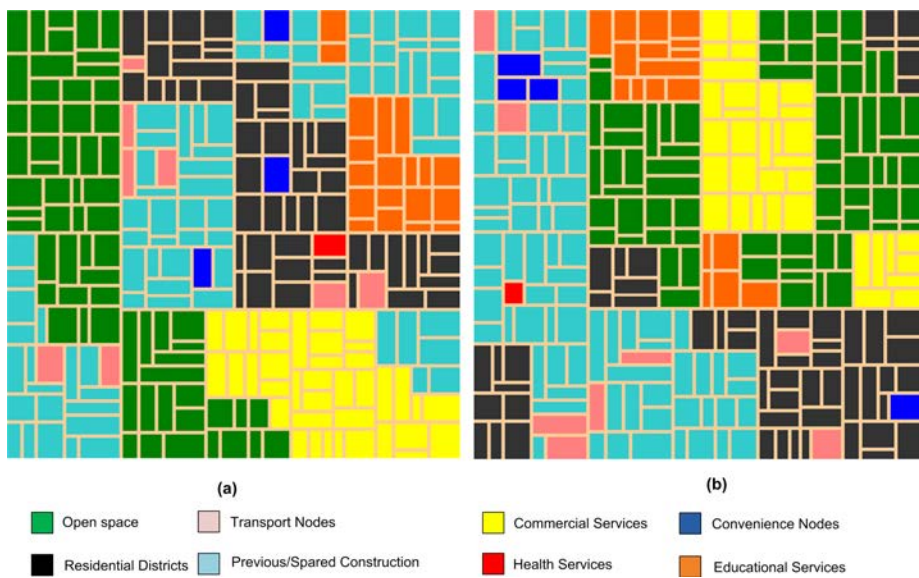 (a)
(b)
Open space
Transport Nodes
Commercial Services
Convenience Nodes
Residential Districts
Previous/Spared Construction
Health Services
Educational Services